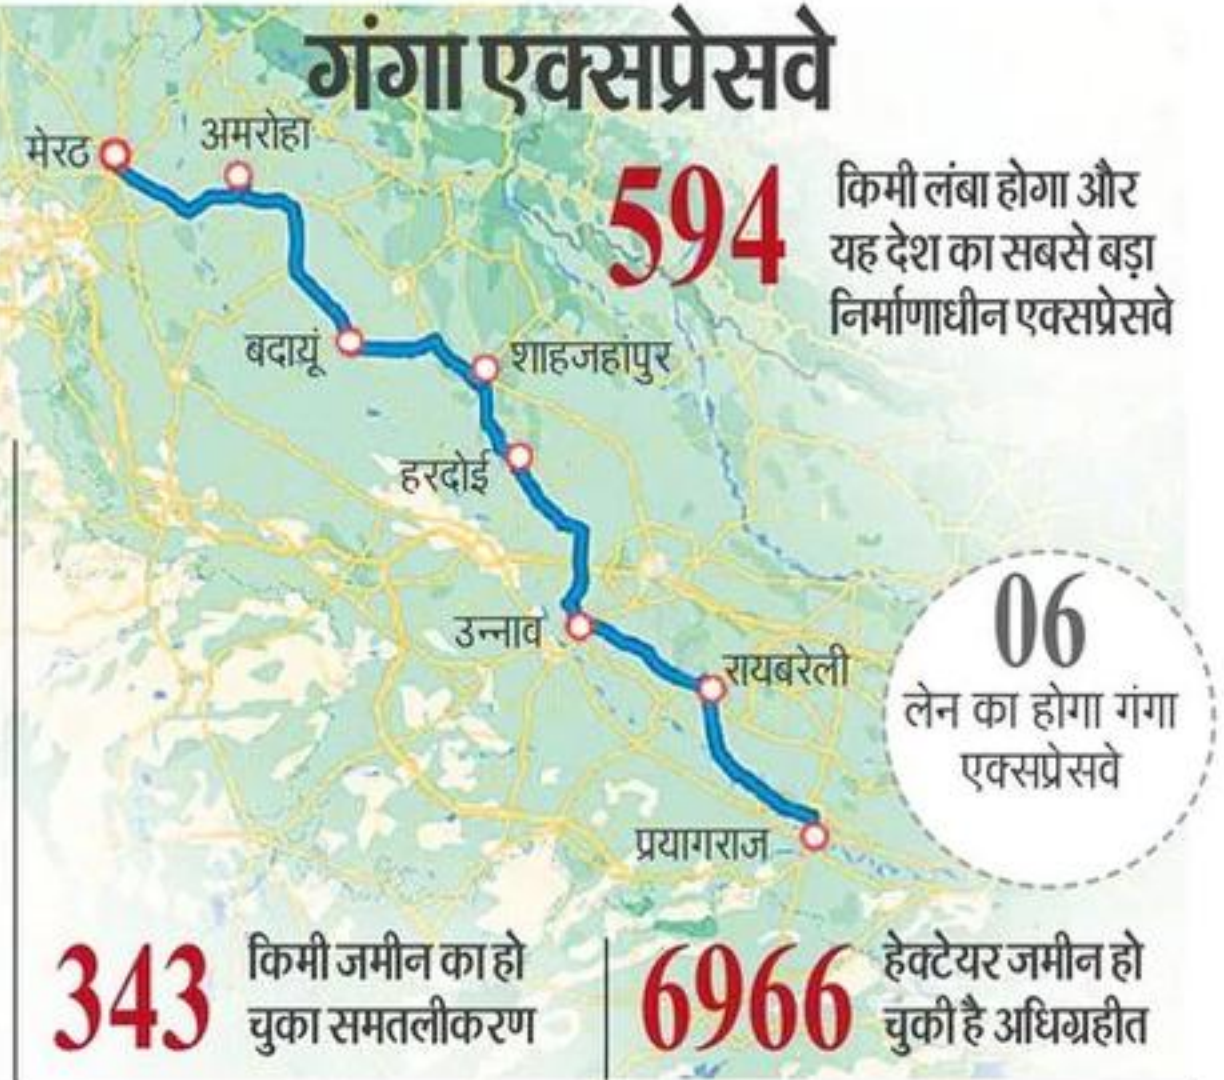 गंगा एक्सप्रेसवे
मेरठ
अमरोहा
594
किमी लंबा होगा और
यह देश का सबसे बड़ा
निर्माणाधीन एक्सप्रेसवे
बदायूं
शाहजहांपुर
हरदोई
उन्नाव
रायबरेली
प्रयागराज
06
लेन का होगा गंगा
एक्सप्रेसवे
343
किमी जमीन का हो
चुका समतलीकरण
6966
हेक्टेयर जमीन हो
चुकी है अधिग्रहीत